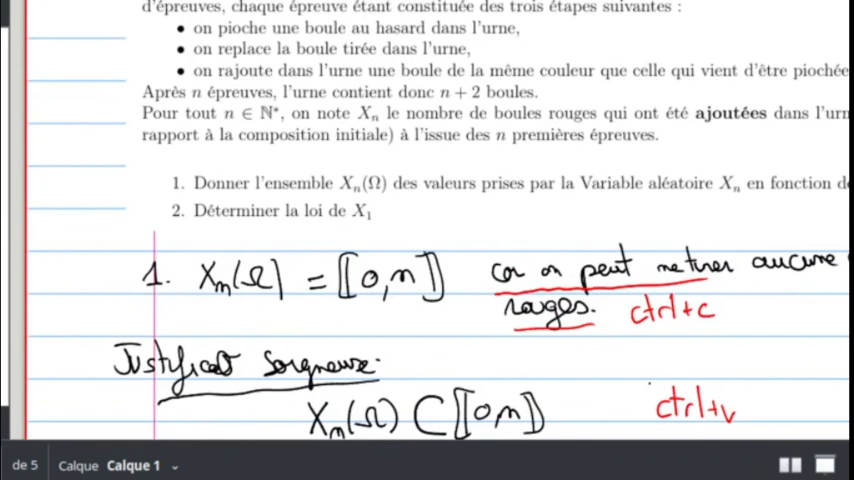 d'épreuves, chaque épreuve étant constituée des trois étapes suivantes :
• on pioche une boule au hasard dans l'urne,
• on replace la boule tirée dans l'urne,
• on rajoute dans l'urne une boule de la même couleur que celle qui vient d'être piochée
Après n épreuves, l'urne contient donc n + 2 boules.
Pour tout n ∈ ℕ*, on note Xₙ le nombre de boules rouges qui ont été ajoutées dans l'urn
rapport à la composition initiale) à l'issue des n premières épreuves.
1. Donner l'ensemble Xₙ(Ω) des valeurs prises par la Variable aléatoire Xₙ en fonction d
2. Déterminer la loi de X₁
1. Xₙ(Ω) = ⟦0,n⟧ car on peut ne tirer aucune
rouges. ctrl+c
Justificat° soigneuse.
Xₙ(Ω) ⊂ ⟦0,n⟧ ctrl+v
de 5 Calque Calque 1